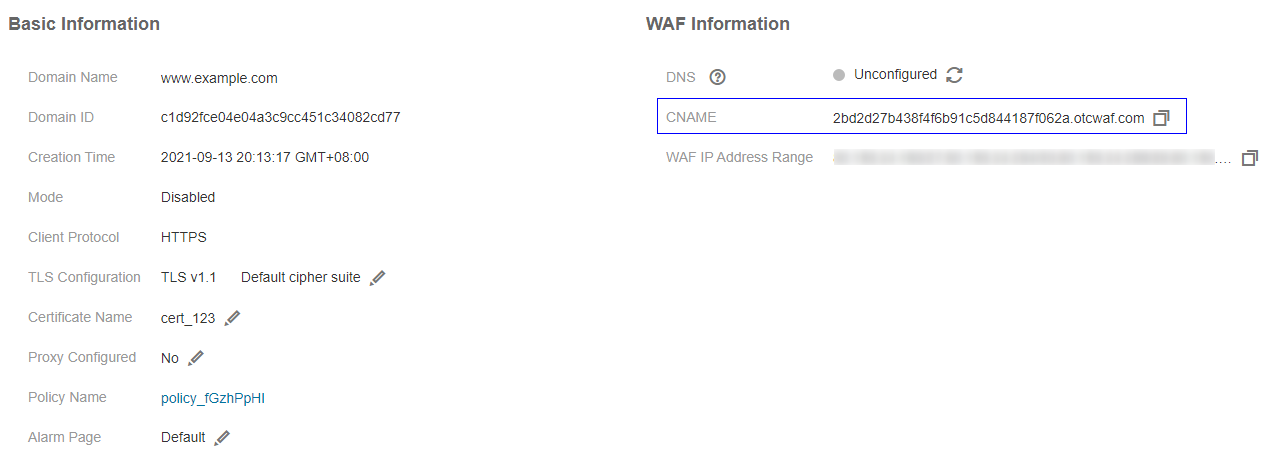 Basic Information
Domain Name www.example.com
Domain ID c1d92fce04e04a3c9cc451c34082cd77
Creation Time 2021-09-13 20:13:17 GMT+08:00
Mode Disabled
Client Protocol HTTPS
TLS Configuration TLS v1.1 Default cipher suite
Certificate Name cert_123
Proxy Configured No
Policy Name policy_fGzhPpHI
Alarm Page Default
WAF Information
DNS ? Unconfigured
CNAME 2bd2d27b438f4f6b91c5d844187f062a.otcwaf.com
WAF IP Address Range ....